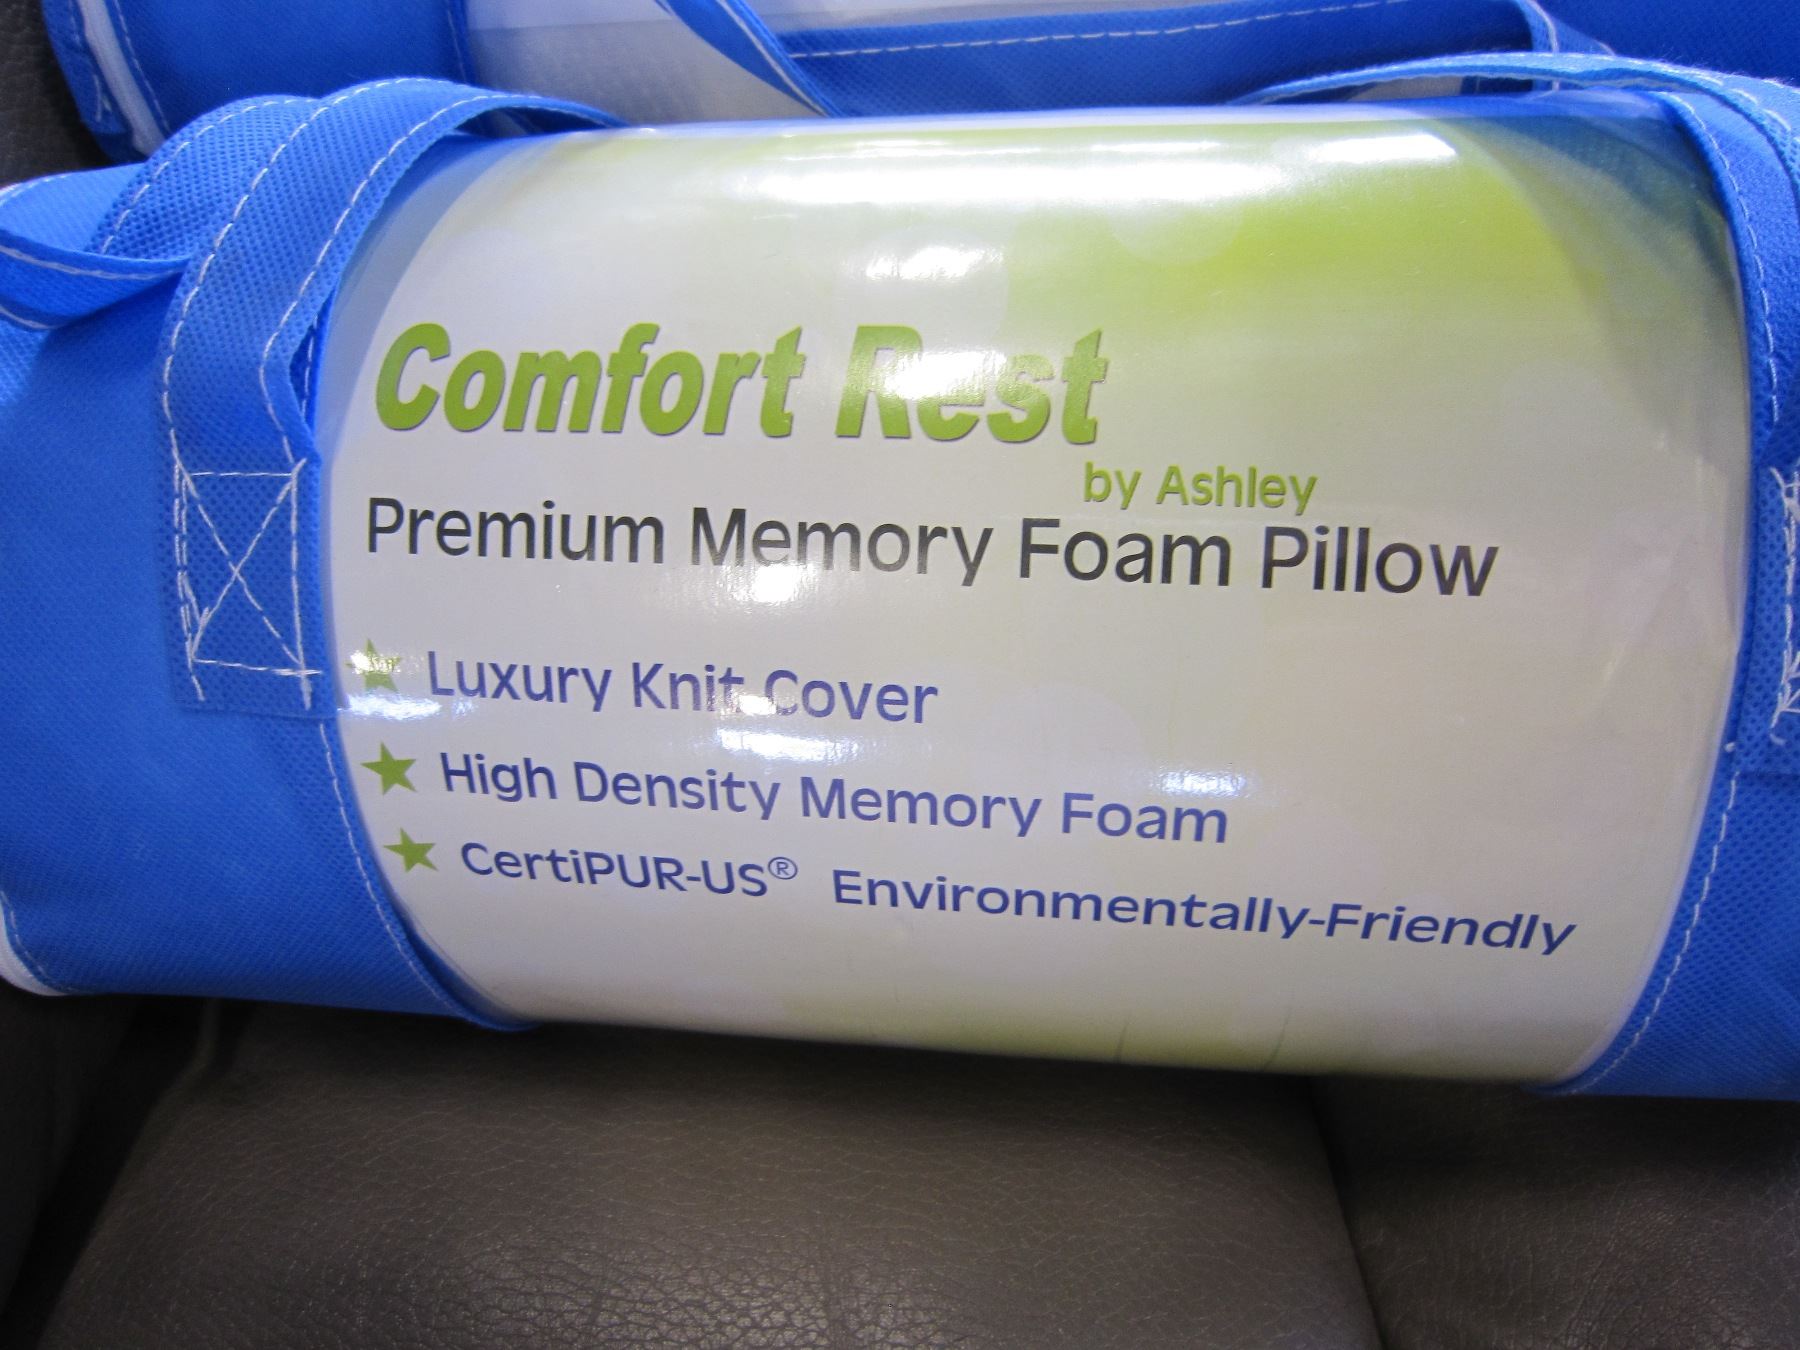 Comfort Rest
by Ashley
Premium Memory Foam Pillow
Luxury Knit Cover
High Density Memory Foam
CertiPUR-US® Environmentally-Friendly